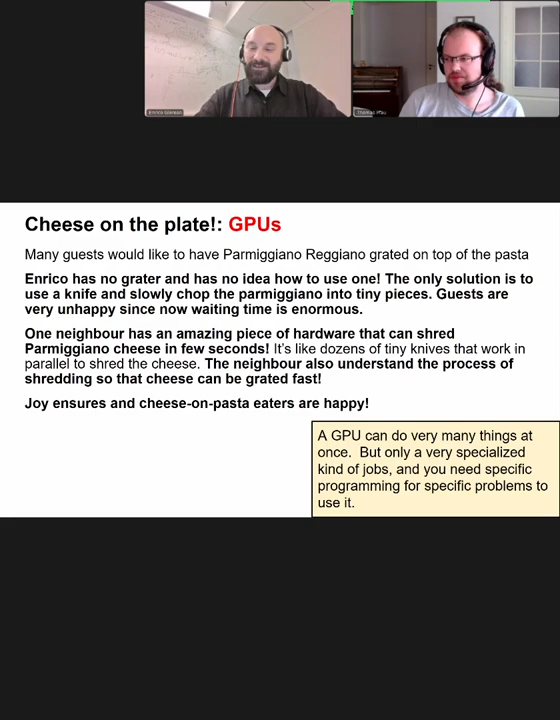 Enrico Glerean
Thomas Pfau
Cheese on the plate!: GPUs
Many guests would like to have Parmiggiano Reggiano grated on top of the pasta
Enrico has no grater and has no idea how to use one! The only solution is to
use a knife and slowly chop the parmiggiano into tiny pieces. Guests are
very unhappy since now waiting time is enormous.
One neighbour has an amazing piece of hardware that can shred
Parmiggiano cheese in few seconds! It's like dozens of tiny knives that work in
parallel to shred the cheese. The neighbour also understand the process of
shredding so that cheese can be grated fast!
Joy ensures and cheese-on-pasta eaters are happy!
A GPU can do very many things at
once.  But only a very specialized
kind of jobs, and you need specific
programming for specific problems to
use it.